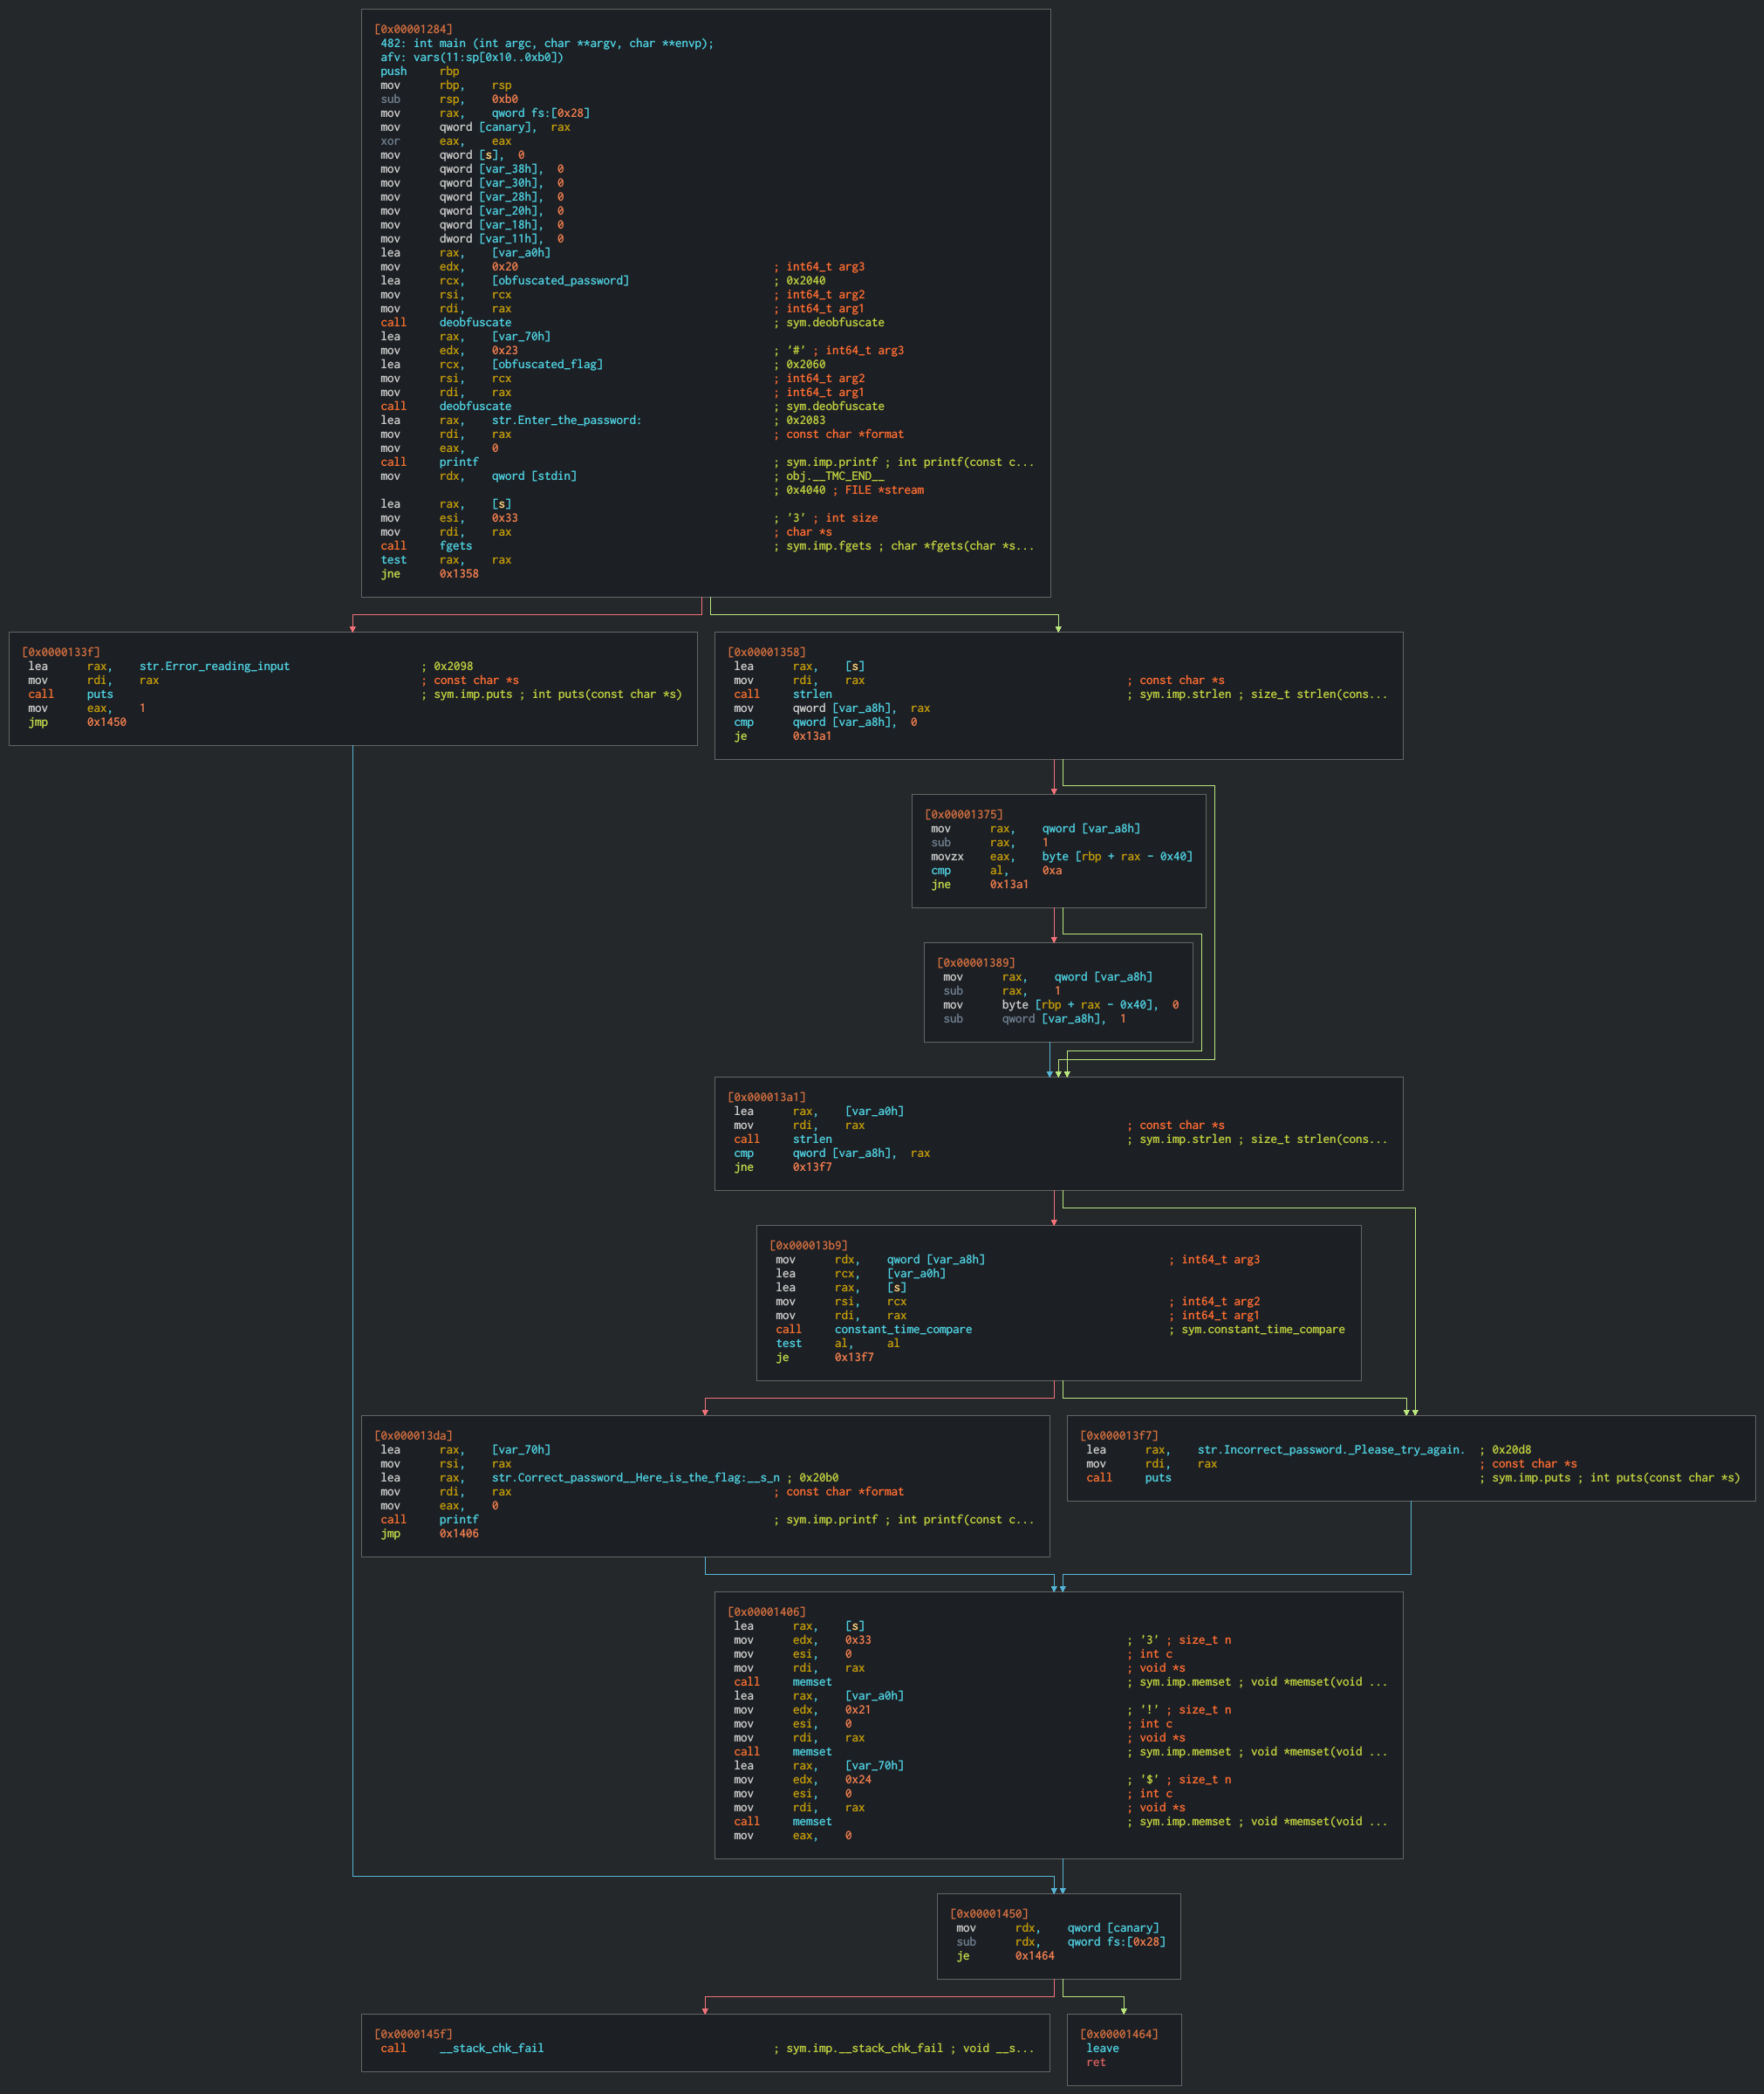 [0x00001284]
482: int main (int argc, char **argv, char **envp);
afv: vars(11:sp[0x10..0xb0])
push rbp
mov rbp, rsp
sub rsp, 0xb0
mov rax, qword fs:[0x28]
mov qword [canary], rax
xor eax, eax
mov qword [s], 0
mov qword [var_38h], 0
mov qword [var_30h], 0
mov qword [var_28h], 0
mov qword [var_20h], 0
mov qword [var_18h], 0
mov dword [var_11h], 0
lea rax, [var_a0h]
mov edx, 0x20 ; int64_t arg3
lea rcx, [obfuscated_password] ; 0x2040
mov rsi, rcx ; int64_t arg2
mov rdi, rax ; int64_t arg1
call deobfuscate ; sym.deobfuscate
lea rax, [var_70h]
mov edx, 0x23 ; '#' ; int64_t arg3
lea rcx, [obfuscated_flag] ; 0x2060
mov rsi, rcx ; int64_t arg2
mov rdi, rax ; int64_t arg1
call deobfuscate ; sym.deobfuscate
lea rax, str.Enter_the_password: ; 0x2083
mov rdi, rax ; const char *format
mov eax, 0
call printf ; sym.imp.printf ; int printf(const c...
mov rdx, qword [stdin] ; obj.__TMC_END__
; 0x4040 ; FILE *stream
lea rax, [s]
mov esi, 0x33 ; '3' ; int size
mov rdi, rax ; char *s
call fgets ; sym.imp.fgets ; char *fgets(char *s...
test rax, rax
jne 0x1358
[0x0000133f]
lea rax, str.Error_reading_input ; 0x2098
mov rdi, rax ; const char *s
call puts ; sym.imp.puts ; int puts(const char *s)
mov eax, 1
jmp 0x1450
[0x00001358]
lea rax, [s]
mov rdi, rax ; const char *s
call strlen ; sym.imp.strlen ; size_t strlen(cons...
mov qword [var_a8h], rax
cmp qword [var_a8h], 0
je 0x13a1
[0x00001375]
mov rax, qword [var_a8h]
sub rax, 1
movzx eax, byte [rbp + rax - 0x40]
cmp al, 0xa
jne 0x13a1
[0x00001389]
mov rax, qword [var_a8h]
sub rax, 1
mov byte [rbp + rax - 0x40], 0
sub qword [var_a8h], 1
[0x000013a1]
lea rax, [var_a0h]
mov rdi, rax ; const char *s
call strlen ; sym.imp.strlen ; size_t strlen(cons...
cmp qword [var_a8h], rax
jne 0x13f7
[0x000013b9]
mov rdx, qword [var_a8h] ; int64_t arg3
lea rcx, [var_a0h]
lea rax, [s]
mov rsi, rcx ; int64_t arg2
mov rdi, rax ; int64_t arg1
call constant_time_compare ; sym.constant_time_compare
test al, al
je 0x13f7
[0x000013da]
lea rax, [var_70h]
mov rsi, rax
lea rax, str.Correct_password__Here_is_the_flag:__s_n ; 0x20b0
mov rdi, rax ; const char *format
mov eax, 0
call printf ; sym.imp.printf ; int printf(const c...
jmp 0x1406
[0x000013f7]
lea rax, str.Incorrect_password._Please_try_again. ; 0x20d8
mov rdi, rax ; const char *s
call puts ; sym.imp.puts ; int puts(const char *s)
[0x00001406]
lea rax, [s]
mov edx, 0x33 ; '3' ; size_t n
mov esi, 0 ; int c
mov rdi, rax ; void *s
call memset ; sym.imp.memset ; void *memset(void ...
lea rax, [var_a0h]
mov edx, 0x21 ; '!' ; size_t n
mov esi, 0 ; int c
mov rdi, rax ; void *s
call memset ; sym.imp.memset ; void *memset(void ...
lea rax, [var_70h]
mov edx, 0x24 ; '$' ; size_t n
mov esi, 0 ; int c
mov rdi, rax ; void *s
call memset ; sym.imp.memset ; void *memset(void ...
mov eax, 0
[0x00001450]
mov rdx, qword [canary]
sub rdx, qword fs:[0x28]
je 0x1464
[0x0000145f]
call __stack_chk_fail ; sym.imp.__stack_chk_fail ; void __s...
[0x00001464]
leave
ret